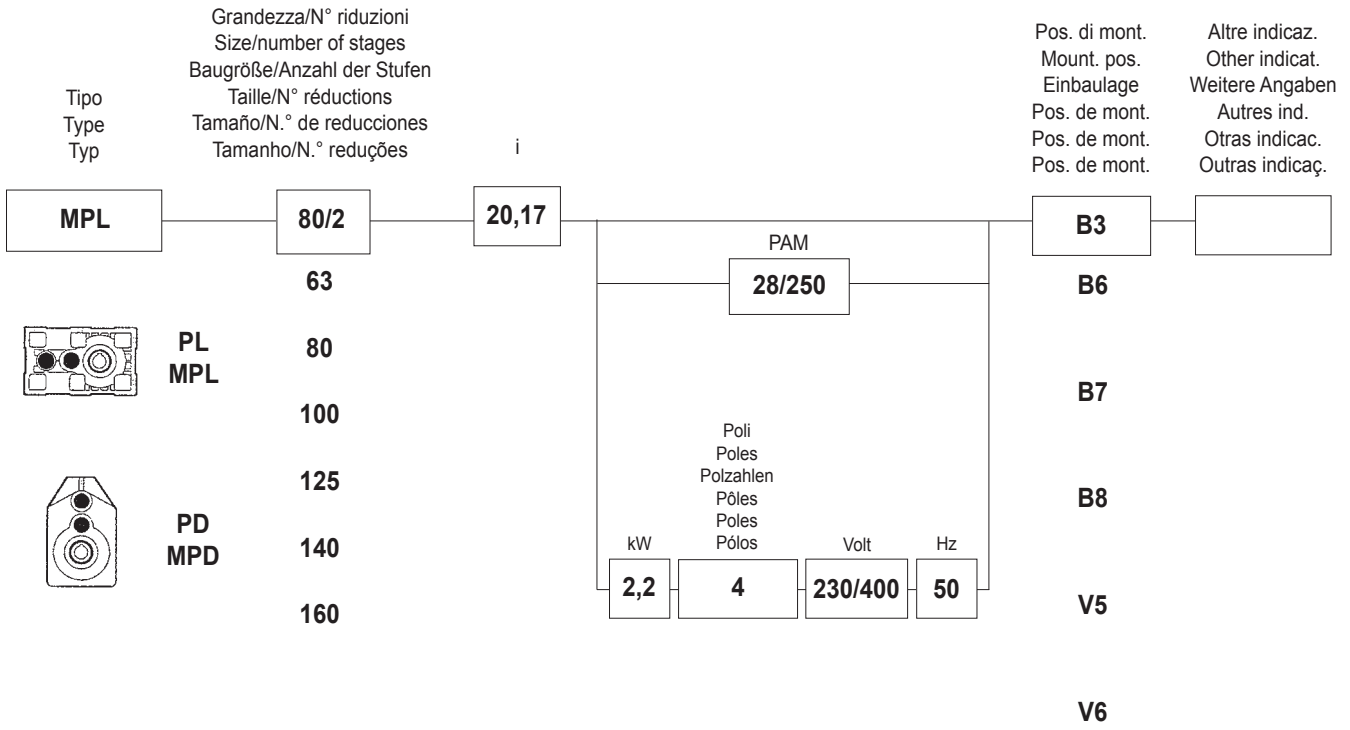 Grandezza/N° riduzioni
Size/number of stages
Baugröße/Anzahl der Stufen
Taille/N° réductions
Tamaño/N.° de reducciones
Tamanho/N.° reduções
Tipo
Type
Typ
i
Pos. di mont.
Mount. pos.
Einbaulage
Pos. de mont.
Pos. de mont.
Pos. de mont.
Altre indicaz.
Other indicat.
Weitere Angaben
Autres ind.
Otras indicac.
Outras indicaç.
MPL
80/2
20,17
B3
PAM
28/250
63
80
100
125
140
160
PL
MPL
PD
MPD
kW
Poli
Poles
Polzahlen
Pôles
Poles
Pólos
Volt
Hz
2,2
4
230/400
50
B6
B7
B8
V5
V6